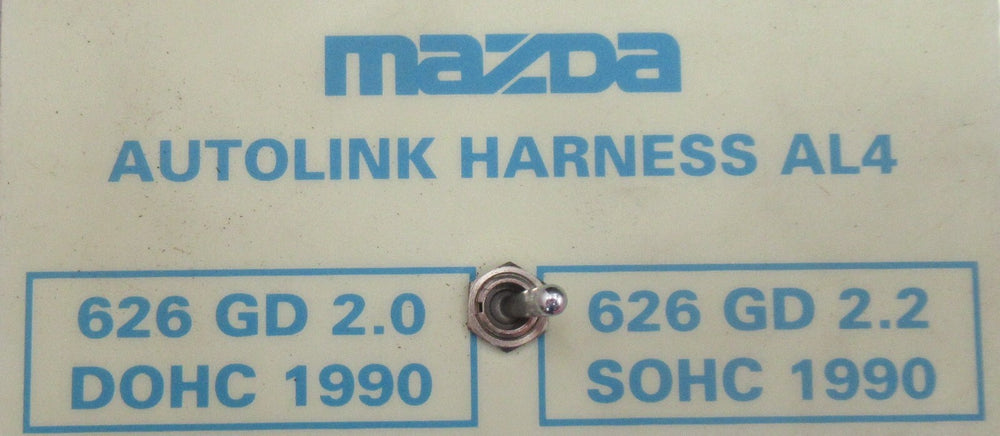 mazda
AUTOLINK HARNESS AL4
626 GD 2.0
DOHC 1990
626 GD 2.2
SOHC 1990